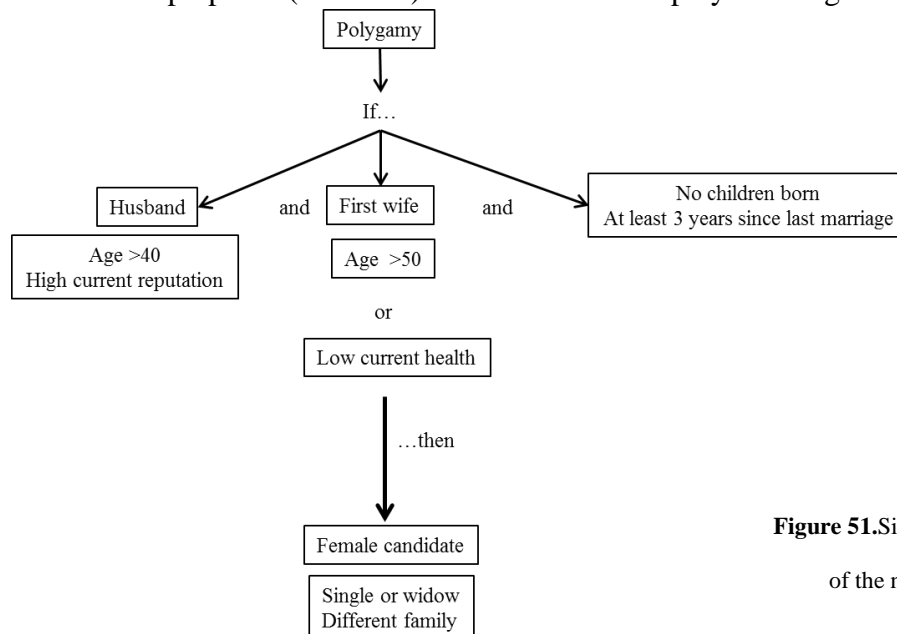 Polygamy
If…
Husband and First wife and
No children born
At least 3 years since last marriage
Age >40
High current reputation
Age >50
or
Low current health
…then
Female candidate
Single or widow
Different family
Figure 51.
of the